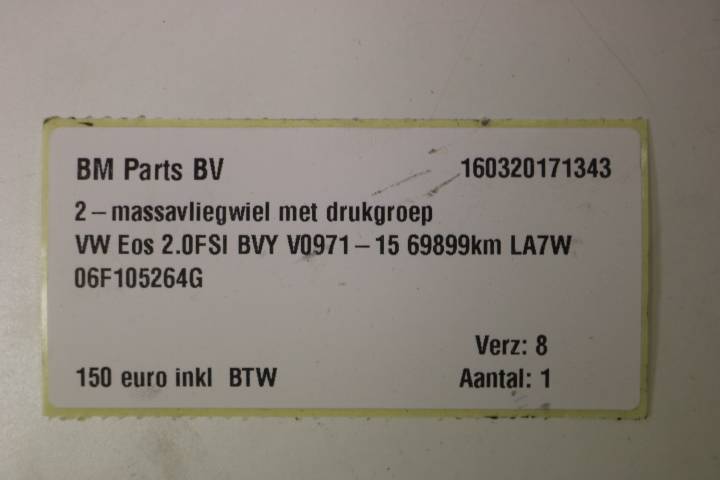 BM Parts BV 160320171343
2-massavliegwiel met drukgroep
VW Eos 2.0FSI BVY V0971-15 69899km LA7W
06F105264G
Verz: 8
150 euro inkl BTW Aantal: 1